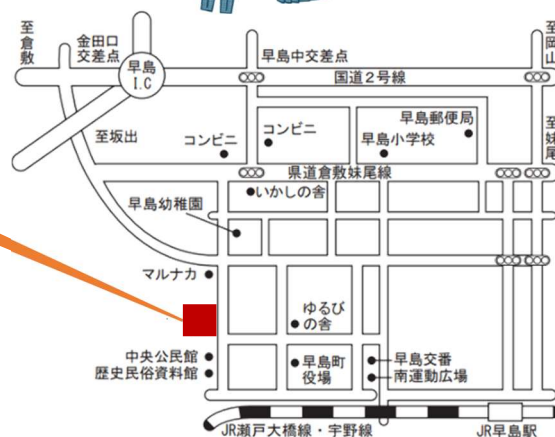 至倉敷
金田口
交差点
早島
I.C
早島中交差点
国道2号線
至岡山
至坂出
コンビニ
コンビニ
早島郵便局
早島小学校
至妹尾
県道倉敷妹尾線
いかしの舎
早島幼稚園
マルナカ
ゆるび
の舎
中央公民館
歴史民俗資料館
早島町
役場
早島交番
南運動広場
JR瀬戸大橋線・宇野線
JR早島駅